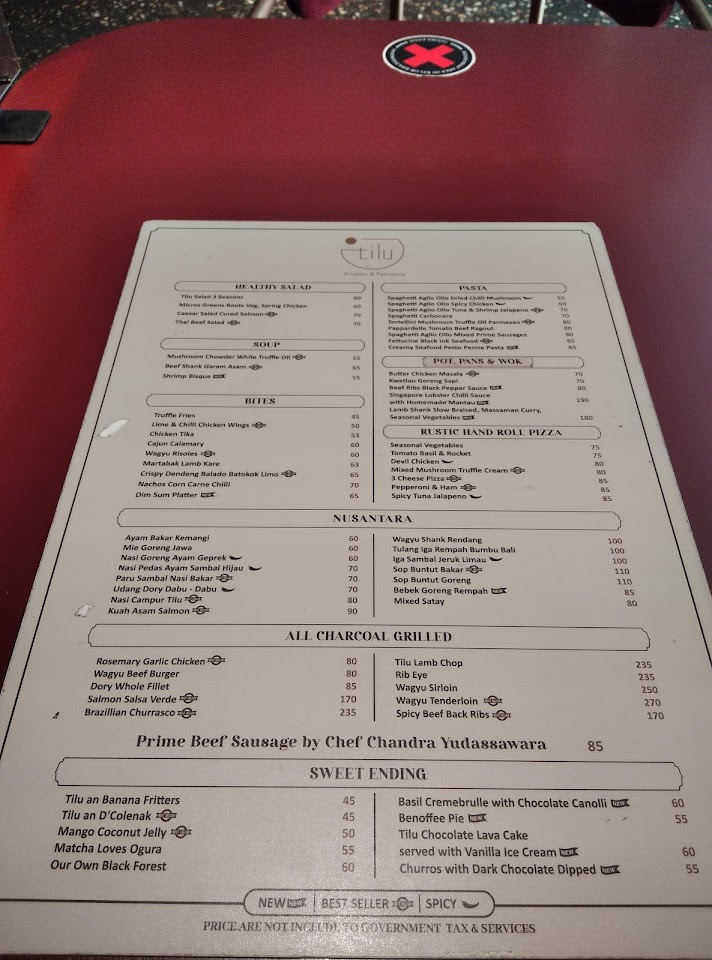 tilu
Kitchen & Patisserie
HEALTHY SALAD
Tilu Salad 3 Seasons 60
Micros Greens Roots Veg, Spring Chicken 60
Caesar Salad Cured Salmon 70
Thai Beef Salad 70
SOUP
Mushroom Chowder White Truffle Oil 55
Beef Shank Garam Asam 65
Shrimp Bisque NEW 55
BITES
Truffle Fries 45
Lime & Chilli Chicken Wings 50
Chicken Tika 53
Cajun Calamary 60
Wagyu Risoles 60
Martabak Lamb Kare 63
Crispy Dendeng Balado Batokok Limo 65
Nachos Corn Carne Chilli 70
Dim Sum Platter NEW 65
PASTA
Spaghetti Aglio Olio Dried Chilli Mushroom 55
Spaghetti Aglio Olio Spicy Chicken 60
Spaghetti Aglio Olio Tuna & Shrimp Jalapeno 70
Spaghetti Carbonara 70
Tortellini Mushroom Truffle Oil Parmesan 80
Pappardelle Tomato Beef Ragout 80
Spaghetti Aglio Olio Mixed Prime Sausages 80
Fettucine Black Ink Seafood 85
Creamy Seafood Pesto Penne Pasta NEW 85
POT, PANS & WOK
Butter Chicken Masala 70
Kwetiau Goreng Sapi 70
Beef Ribs Black Pepper Sauce NEW 80
Singapore Lobster Chilli Sauce
with Homemade Mantau NEW 190
Lamb Shank Slow Braised, Massaman Curry,
Seasonal Vegetables NEW 180
RUSTIC HAND ROLL PIZZA
Seasonal Vegetables 75
Tomato Basil & Rocket 75
Devil Chicken 80
Mixed Mushroom Truffle Cream 80
3 Cheese Pizza 85
Pepperoni & Ham 85
Spicy Tuna Jalapeno 85
NUSANTARA
Ayam Bakar Kemangi 60
Mie Goreng Jawa 60
Nasi Goreng Ayam Geprek 60
Nasi Pedas Ayam Sambal Hijau 70
Paru Sambal Nasi Bakar 70
Udang Dory Dabu - Dabu 70
Nasi Campur Tilu 80
Kuah Asam Salmon 90
Wagyu Shank Rendang 100
Tulang Iga Rempah Bumbu Bali 100
Iga Sambal Jeruk Limau 100
Sop Buntut Bakar 110
Sop Buntut Goreng 110
Bebek Goreng Rempah NEW 85
Mixed Satay 80
ALL CHARCOAL GRILLED
Rosemary Garlic Chicken 80
Wagyu Beef Burger 80
Dory Whole Fillet 85
Salmon Salsa Verde 170
Brazillian Churrasco 235
Tilu Lamb Chop 235
Rib Eye 235
Wagyu Sirloin 250
Wagyu Tenderloin 270
Spicy Beef Back Ribs 170
Prime Beef Sausage by Chef Chandra Yudassawara 85
SWEET ENDING
Tilu an Banana Fritters 45
Tilu an D'Colenak 45
Mango Coconut Jelly 50
Matcha Loves Ogura 55
Our Own Black Forest 60
Basil Cremebrulle with Chocolate Canolli NEW 60
Benoffee Pie NEW 55
Tilu Chocolate Lava Cake
served with Vanilla Ice Cream NEW 60
Churros with Dark Chocolate Dipped NEW 55
NEW NEW | BEST SELLER | SPICY
PRICE ARE NOT INCLUDE TO GOVERNMENT TAX & SERVICES